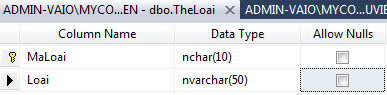 ADMIN-VAIO\MYCO...EN - dbo.TheLoai ADMIN-VAIO\MYCO...UVIE
Column Name Data Type Allow Nulls
MaLoai nchar(10)
Loai nvarchar(50)